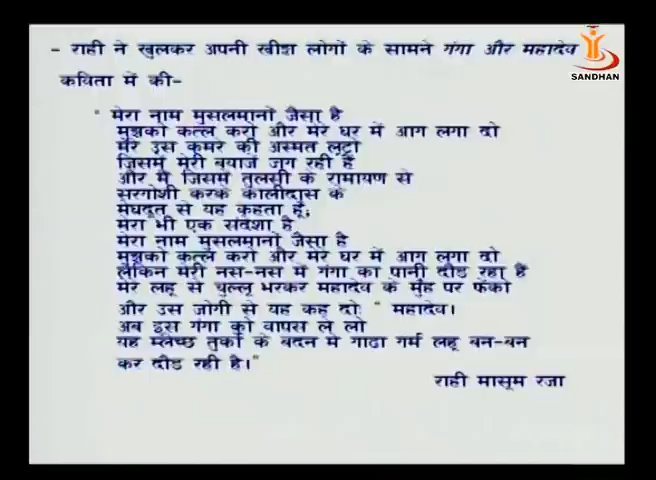 – राही ने खुलकर अपनी खीश लोगों के सामने गंगा और महादेव
SANDHAN
कविता में की–
" मेरा नाम मुसलमानों जैसा है
मुझको कत्ल करो और मेरे घर में आग लगा दो
मेरे उस कमरे की अस्मत लूटो
जिसमें मेरी बयाज जाग रही है
और मैं जिसमें तुलसी के रामायण से
सरगोशी करके कालीदास के
मेघदूत से यह कहता हूँ;
मेरा भी एक संदेशा है
मेरा नाम मुसलमानों जैसा है
मुझको कत्ल करो और मेरे घर में आग लगा दो
लेकिन मेरी नस-नस में गंगा का पानी दौड रहा है
मेरे लहू से चुल्लू भरकर महादेव के मुँह पर फेंको
और उस जोगी से यह कह दो: " महादेव।
अब इस गंगा को वापस ले लो
यह म्लेच्छ तुर्कों के बदन में गाढा गर्म लहू बन-बन
कर दौड रही है।"
राही मासूम रजा